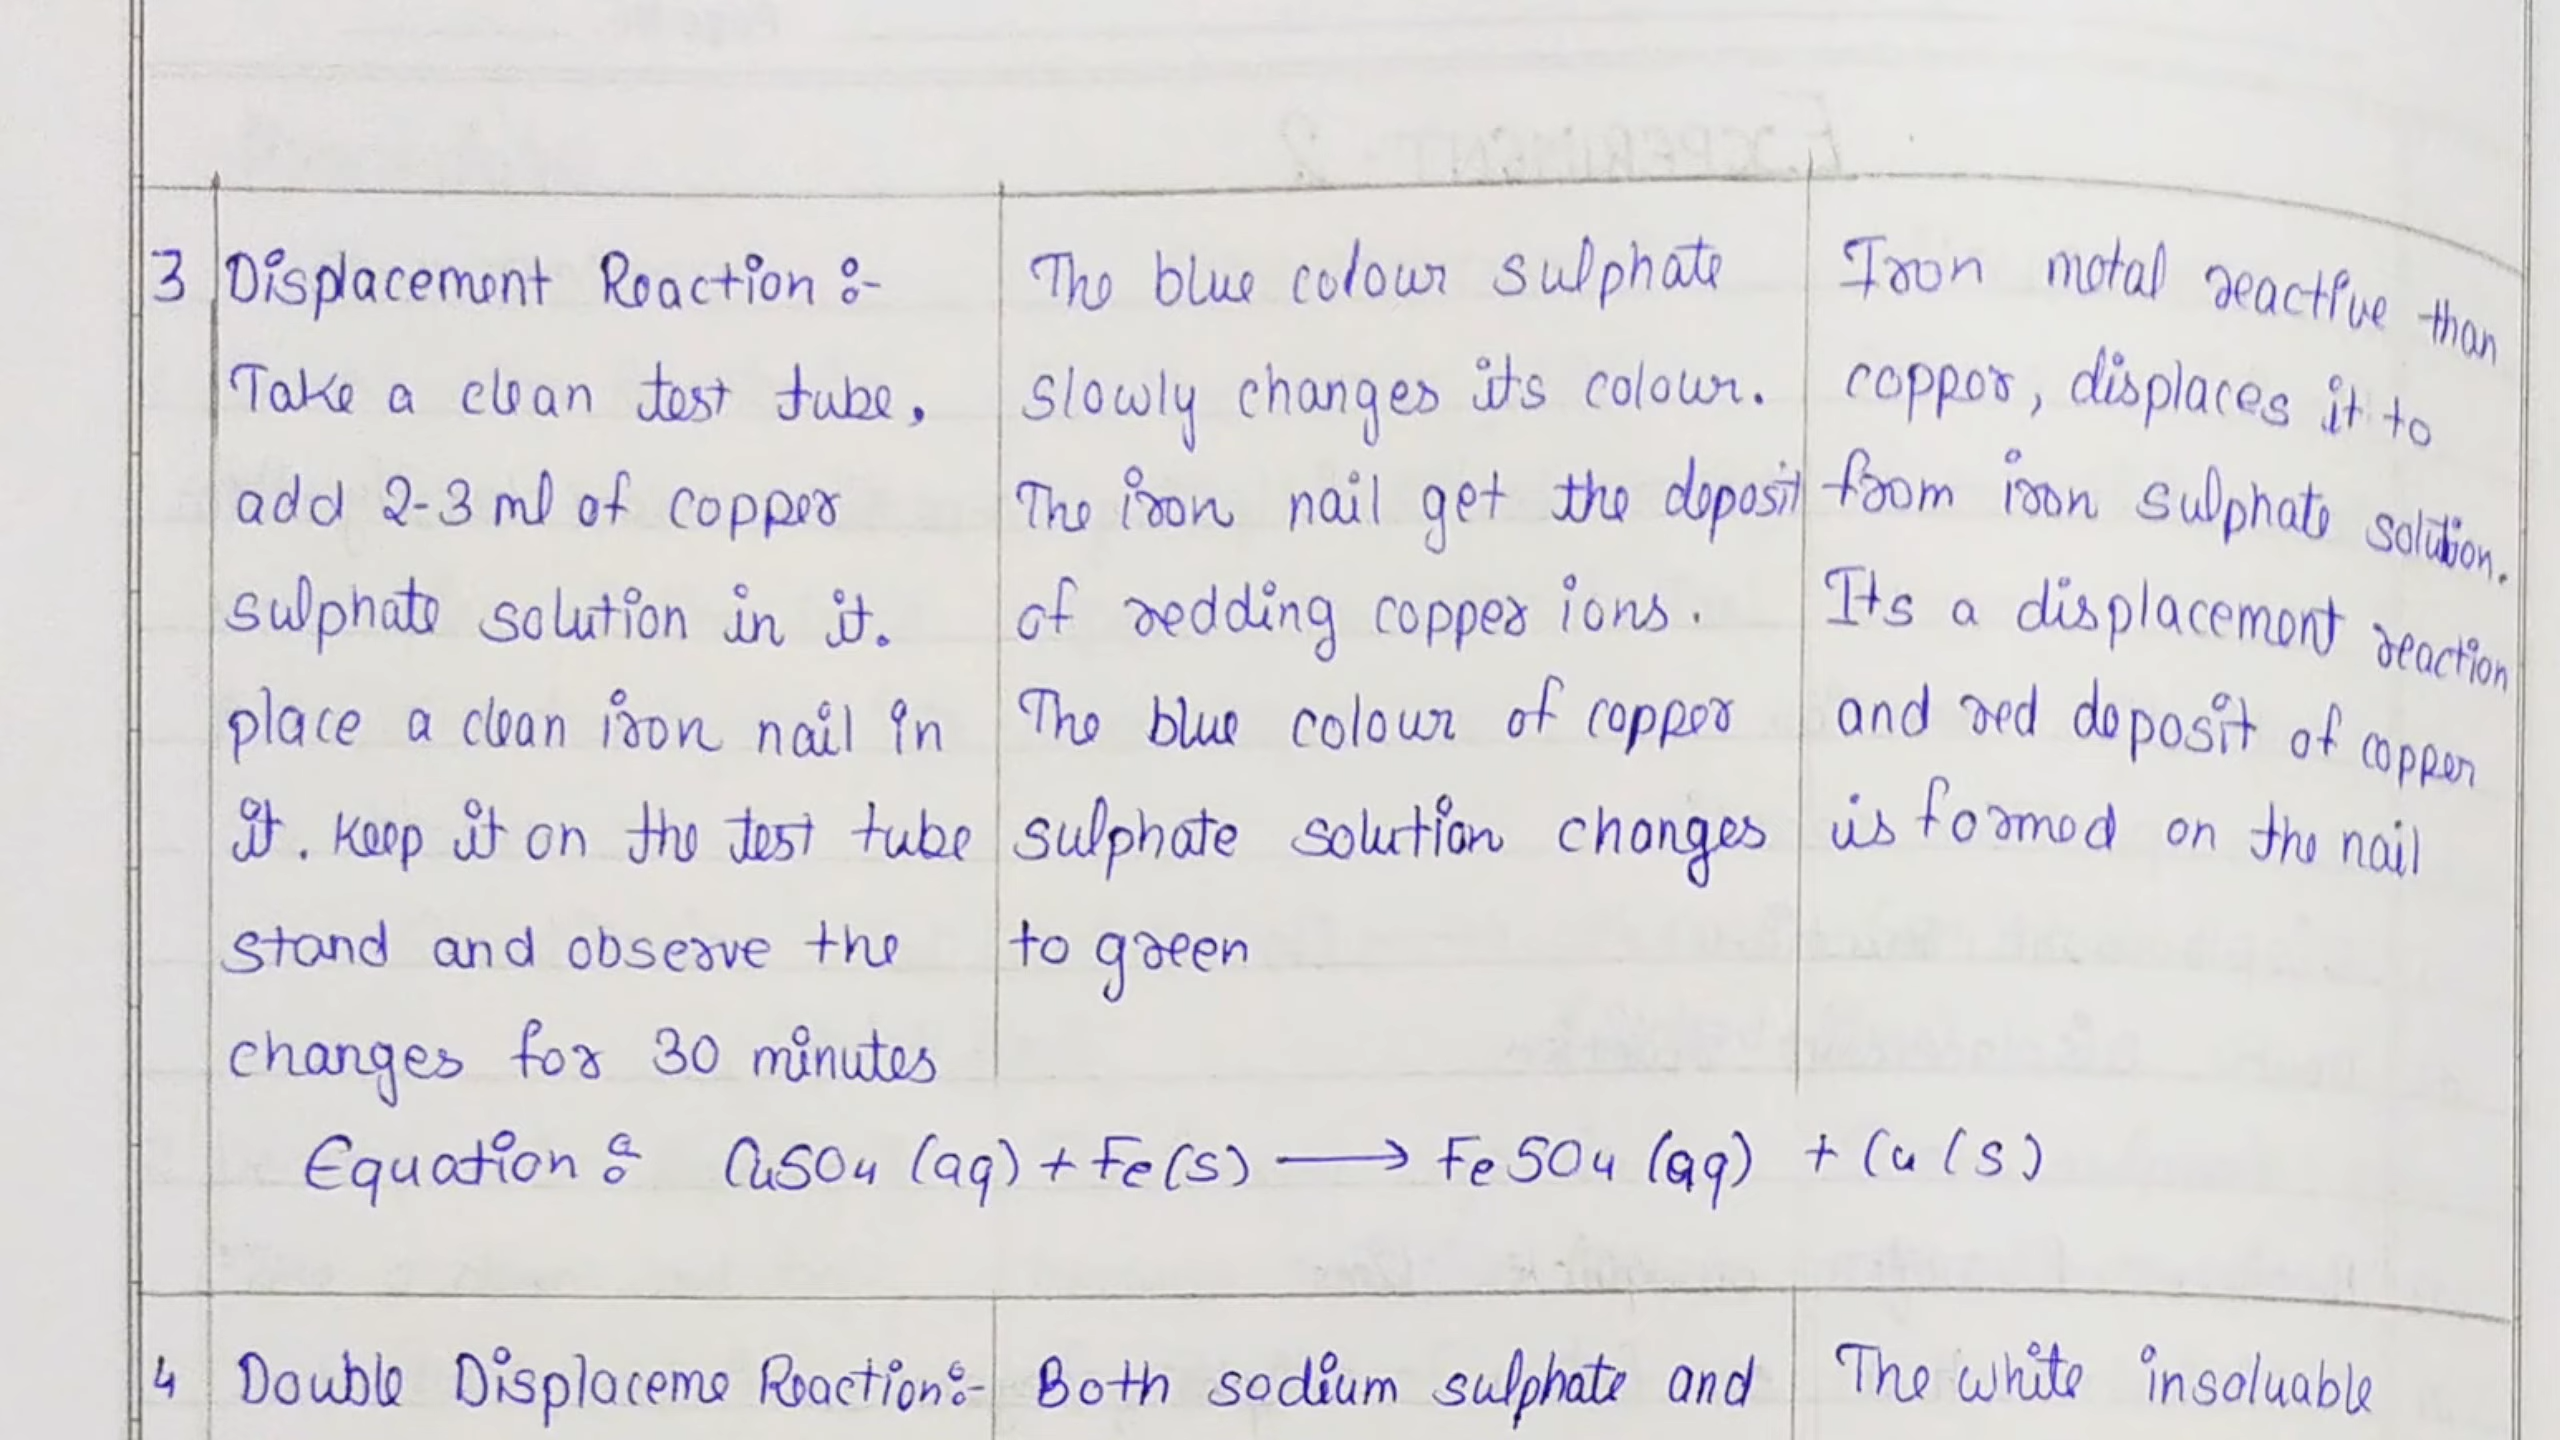 3
Displacement Reaction :-
Take a clean test tube,
add 2-3 ml of copper
sulphate solution in it.
place a clean iron nail in
it. Keep it on the test tube
stand and observe the
changes for 30 minutes
The blue colour sulphate
slowly changes its colour.
The iron nail get the deposit
of redding copper ions.
The blue colour of copper
sulphate solution changes
to green
Iron metal reactive than
copper, displaces it to
from iron sulphate solution.
Its a displacement reaction
and red deposit of copper
is formed on the nail
Equation : CuSO4 (aq) + Fe(s) ⟶ FeSO4 (aq) + Cu (s)
4
Double Displaceme Reaction:-
Both sodium sulphate and
The white insoluable
EXPERIMENT - 2